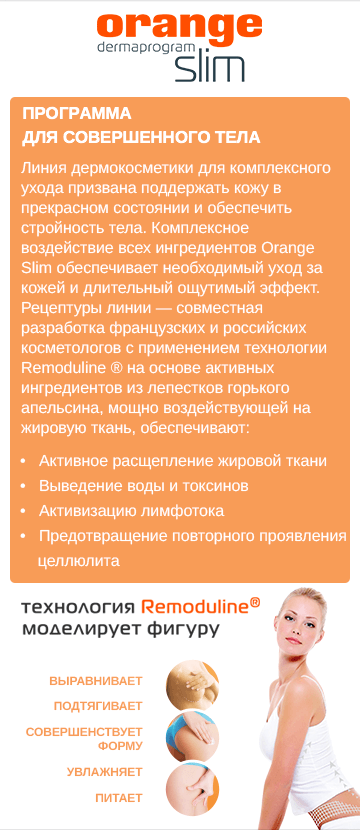 orange
dermaprogram
slim
ПРОГРАММА
ДЛЯ СОВЕРШЕННОГО ТЕЛА
Линия дермокосметики для комплексного
ухода призвана поддержать кожу в
прекрасном состоянии и обеспечить
стройность тела. Комплексное
воздействие всех ингредиентов Orange
Slim обеспечивает необходимый уход за
кожей и длительный ощутимый эффект.
Рецептуры линии — совместная
разработка французских и российских
косметологов с применением технологии
Remoduline ® на основе активных
ингредиентов из лепестков горького
апельсина, мощно воздействующей на
жировую ткань, обеспечивают:
• Активное расщепление жировой ткани
• Выведение воды и токсинов
• Активизацию лимфотока
• Предотвращение повторного проявления
целлюлита
технология Remoduline®
моделирует фигуру
ВЫРАВНИВАЕТ
ПОДТЯГИВАЕТ
СОВЕРШЕНСТВУЕТ
ФОРМУ
УВЛАЖНЯЕТ
ПИТАЕТ